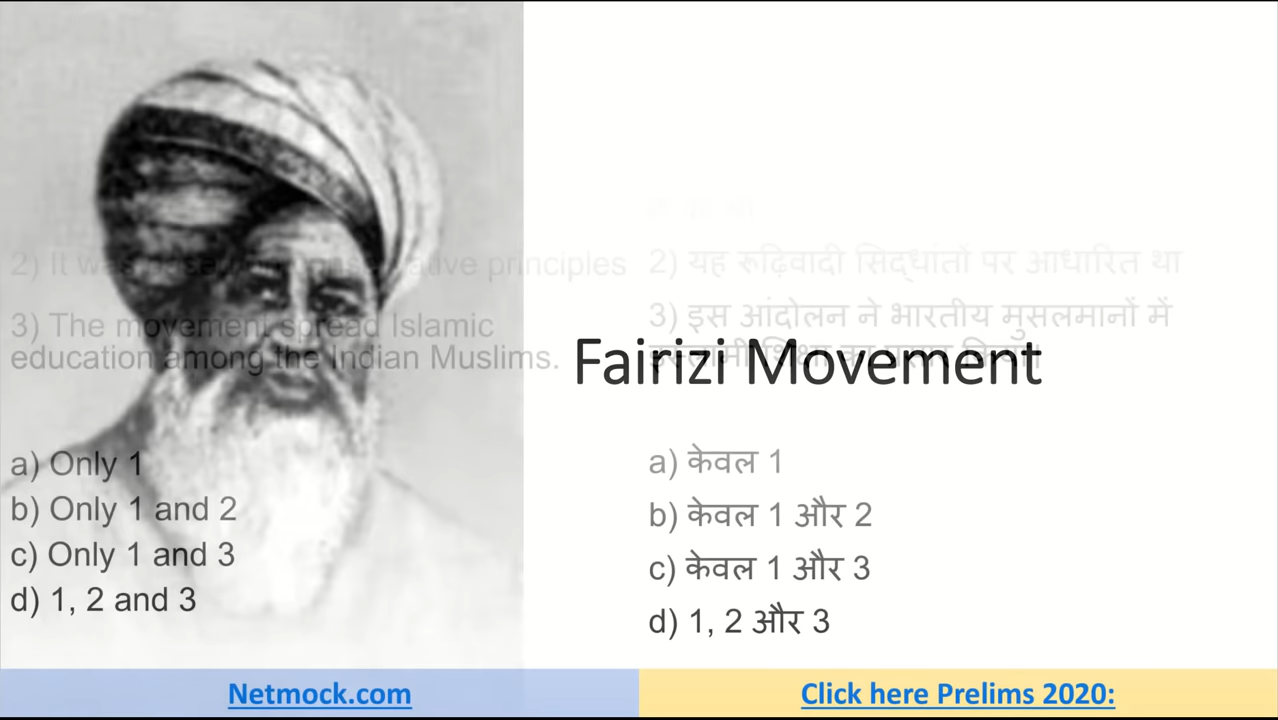 2) It was based on conservative principles
3) The movement spread Islamic
education among the Indian Muslims.
a) Only 1
b) Only 1 and 2
c) Only 1 and 3
d) 1, 2 and 3
2) यह रूढ़िवादी सिद्धांतों पर आधारित था
3) इस आंदोलन ने भारतीय मुसलमानों में
Fairizi Movement
a) केवल 1
b) केवल 1 और 2
c) केवल 1 और 3
d) 1, 2 और 3
Netmock.com
Click here Prelims 2020: